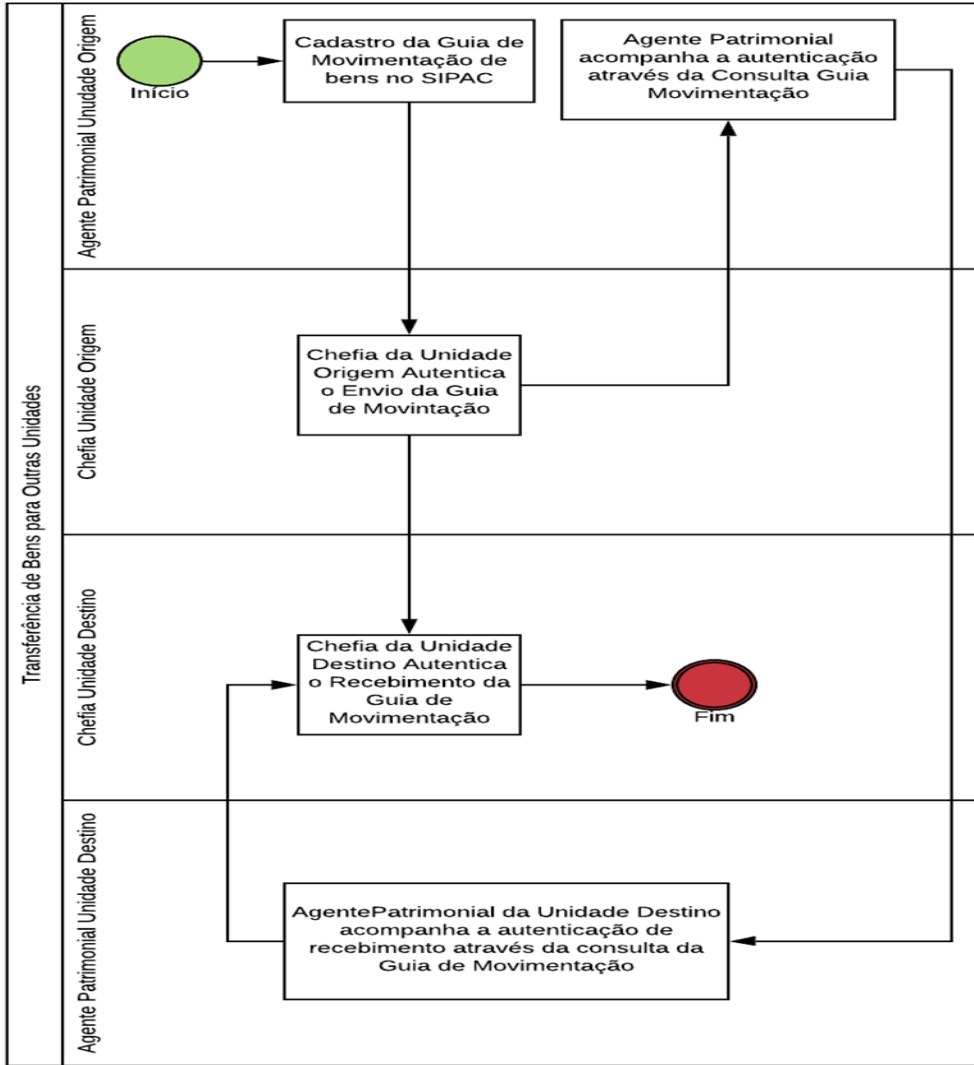 Transferência de Bens para Outras Unidades
Agente Patrimonial Unudade Origem
Início
Cadastro da Guia de
Movimentação de
bens no SIPAC
Agente Patrimonial
acompanha a autenticação
através da Consulta Guia
Movimentação
Chefia Unidade Origem
Chefia da Unidade
Origem Autentica
o Envio da Guia
de Movintação
Chefia Unidade Destino
Chefia da Unidade
Destino Autentica
o Recebimento da
Guia de
Movimentação
Fim
Agente Patrimonial Unidade Destino
AgentePatrimonial da Unidade Destino
acompanha a autenticação de
recebimento através da consulta da
Guia de Movimentação